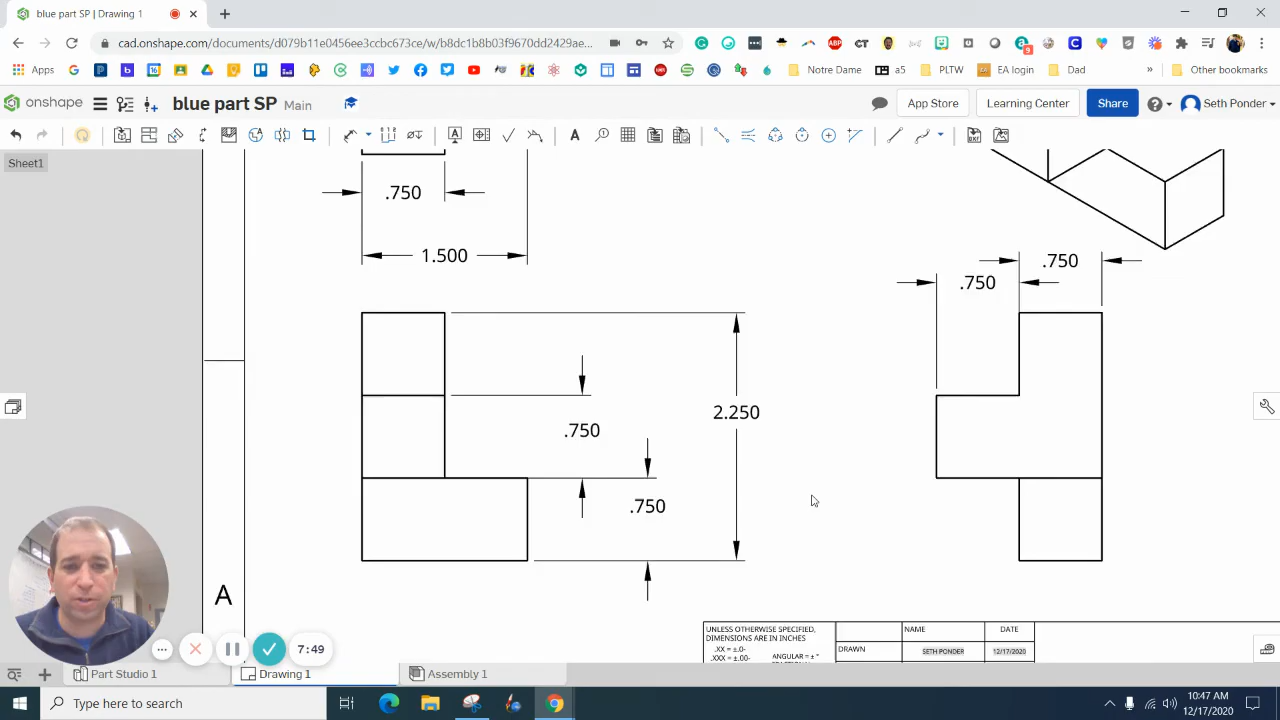 blue part SP | Drawing 1
cad.onshape.com/documents/d079b11e0456ee3cbc673ce/w/b8dc1b8b0368670dd2429ae...
Apps
Notre Dame
a5
PLTW
EA login
Dad
»
Other bookmarks
onshape
blue part SP
Main
App Store
Learning Center
Share
Seth Ponder
Sheet1
.750
1.500
.750
.750
.750
2.250
.750
A
UNLESS OTHERWISE SPECIFIED,
DIMENSIONS ARE IN INCHES
.XX = ±.0-
.XXX = ±.00-
ANGULAR = ± °
NAME
DATE
DRAWN
SETH PONDER
12/17/2020
7:49
Part Studio 1
Drawing 1
Assembly 1
Type here to search
10:47 AM
12/17/2020